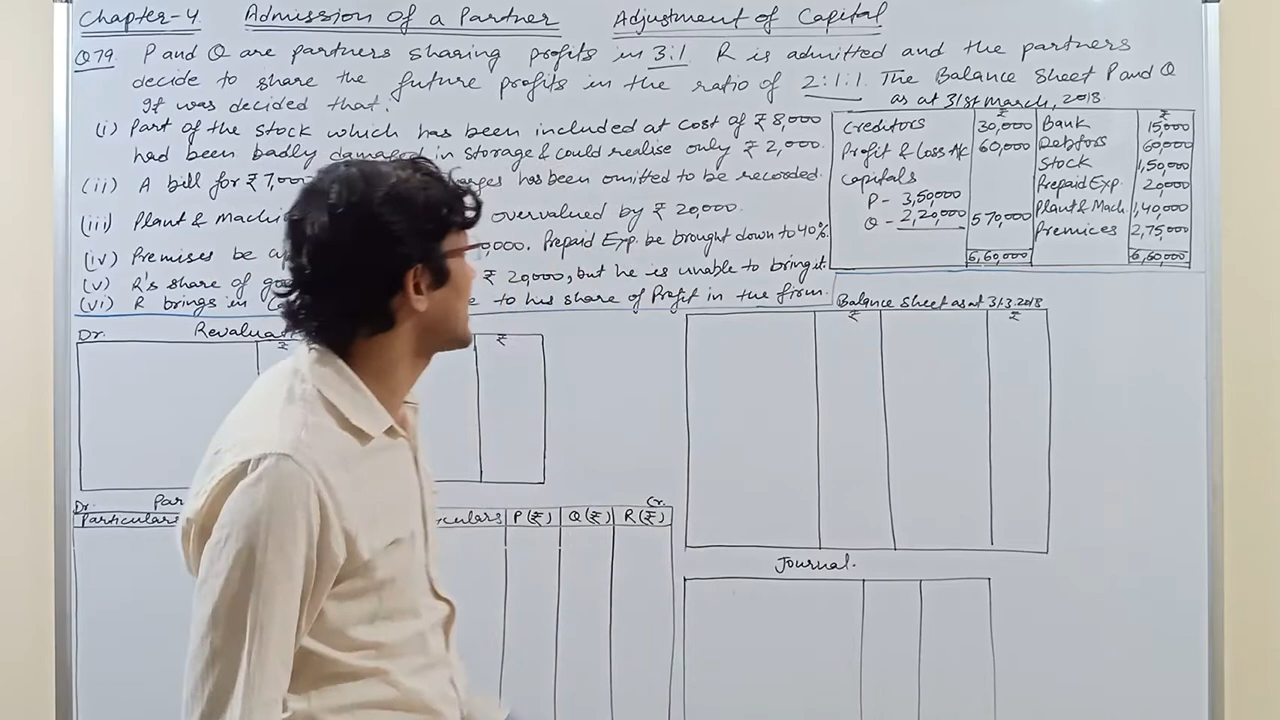 Chapter-4 Admission of a Partner Adjustment of Capital
Q79. P and Q are partners sharing profits in 3:1. R is admitted and the partners
decide to share the future profits in the ratio of 2:1:1. The Balance Sheet P and Q
as at 31st March, 2018
It was decided that:
(i) Part of the stock which has been included at cost of ₹ 8,000
had been badly damaged in storage & could realise only ₹ 2,000.
(ii) A bill for ₹ 7,000 has been omitted to be recorded.
(iii) Plant & overvalued by ₹ 20,000.
(iv) Premises be Prepaid Exp. be brought down to 40%.
(v) R's share of ₹ 20,000, but he is unable to bring it.
(vi) R brings in to his share of Profit in the firm.
₹ ₹
Creditors 30,000 Bank 15,000
Profit & Loss A/c 60,000 Debtors 60,000
Capitals Stock 1,50,000
P - 3,50,000 Prepaid Exp. 20,000
Q - 2,20,000 5,70,000 Plant & Mach. 1,40,000
Premices 2,75,000
6,60,000 6,60,000
Dr. ₹ ₹
Balance Sheet as at 31.3.2018
₹ ₹
Dr. Cr.
Particulars P(₹) Q(₹) R(₹)
Journal.